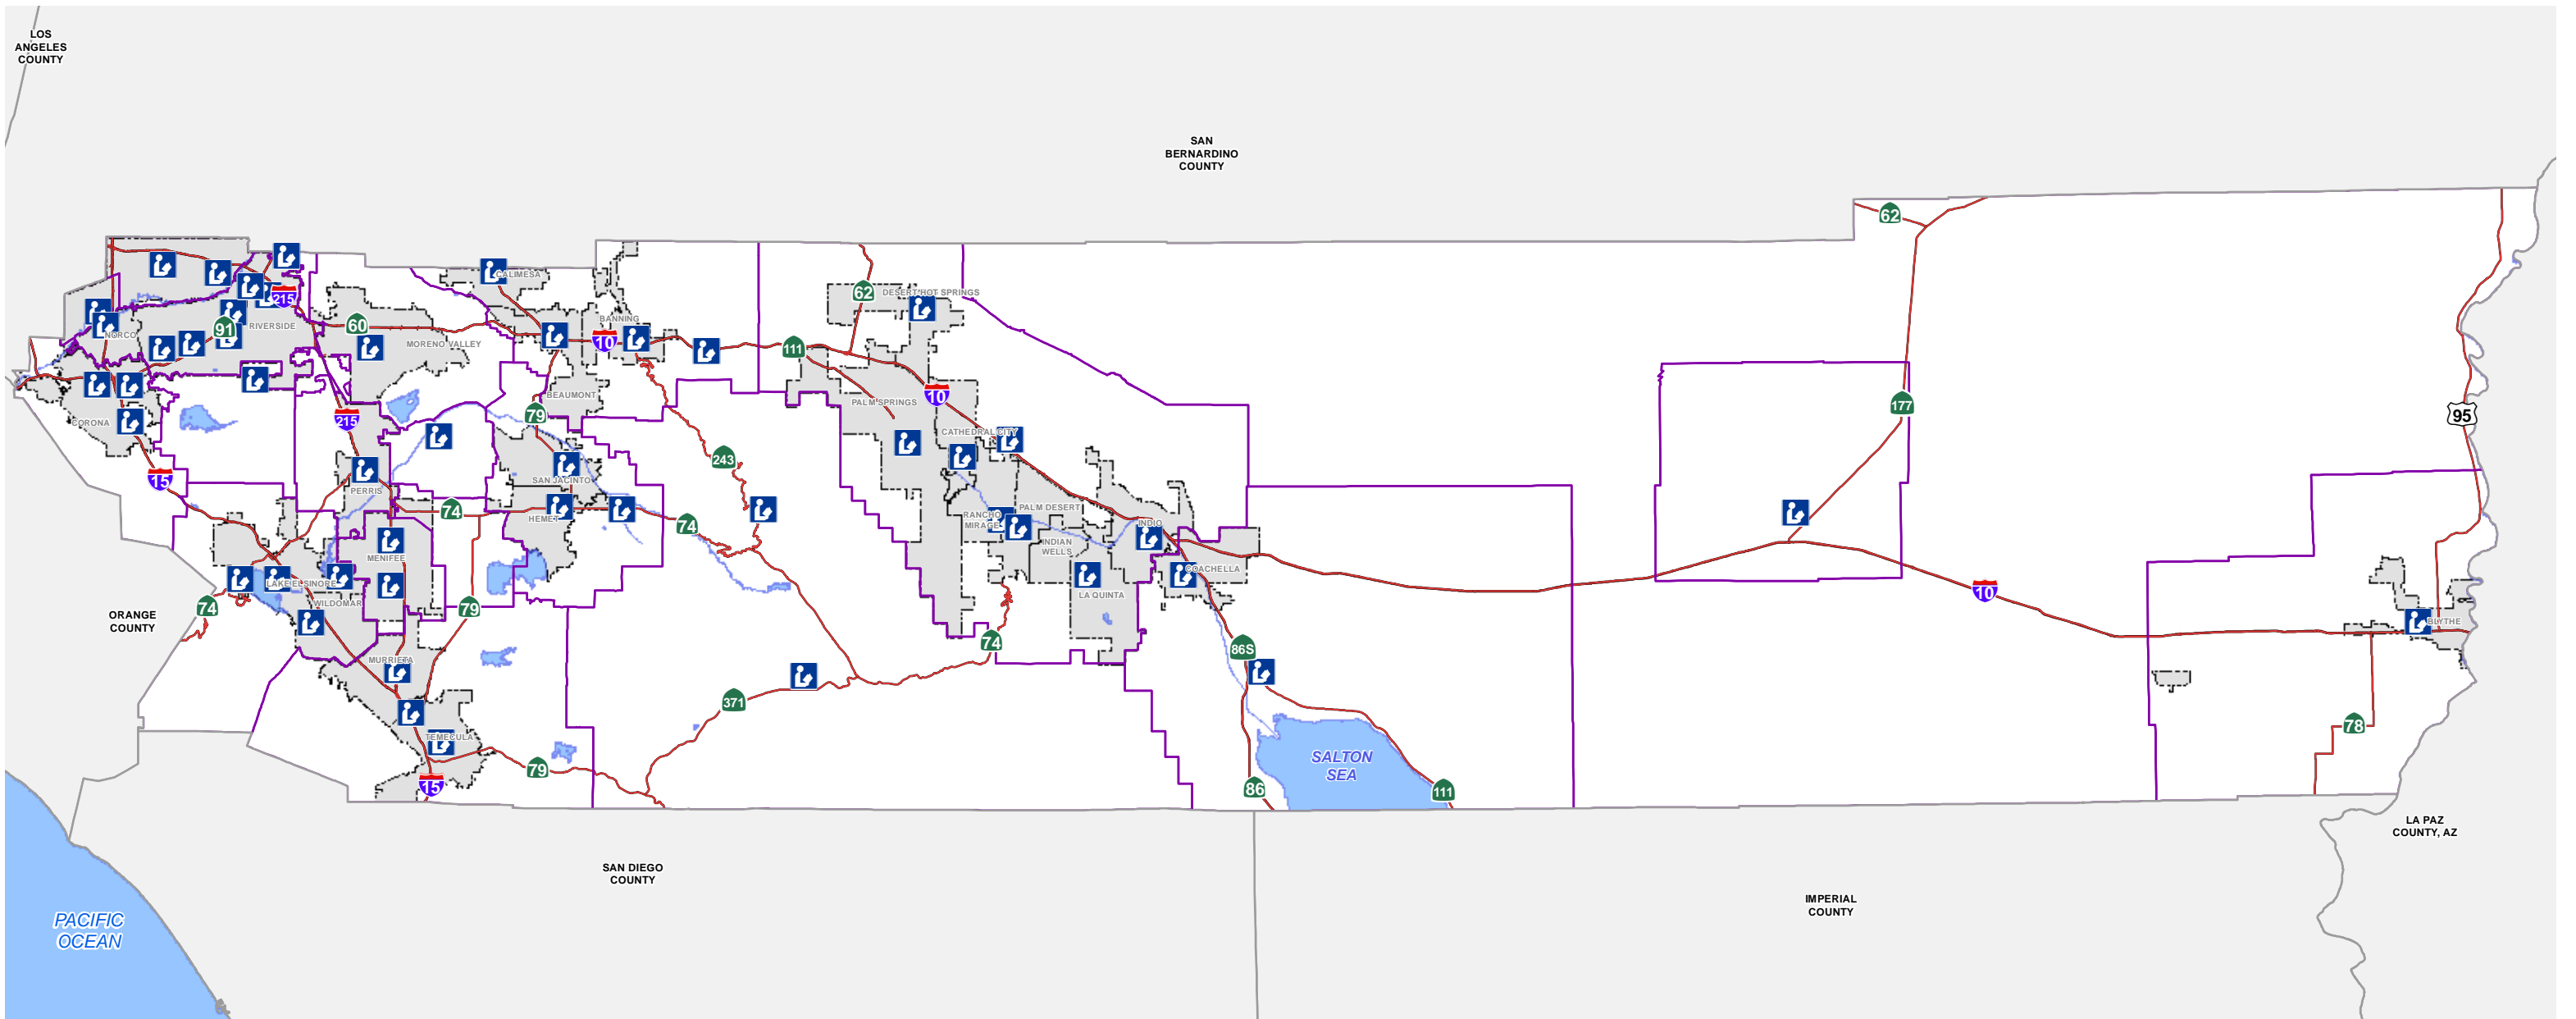 LOS
ANGELES
COUNTY
SAN
BERNARDINO
COUNTY
62
CALIMESA
DESERT HOT SPRINGS
62
215
BANNING
RIVERSIDE
60
91
NORCO
10
MORENO VALLEY
111
BEAUMONT
10
PALM SPRINGS
177
79
95
215
CORONA
CATHEDRAL CITY
243
15
SAN JACINTO
PERRIS
74
HEMET
74
RANCHO
MIRAGE
PALM DESERT
INDIO
INDIAN
WELLS
MENIFEE
COACHELLA
LAKE ELSINORE
LA QUINTA
10
WILDOMAR
74
79
ORANGE
COUNTY
BLYTHE
74
86S
MURRIETA
371
78
TEMECULA
79
SALTON
SEA
15
86
111
LA PAZ
COUNTY, AZ
SAN DIEGO
COUNTY
IMPERIAL
COUNTY
PACIFIC
OCEAN